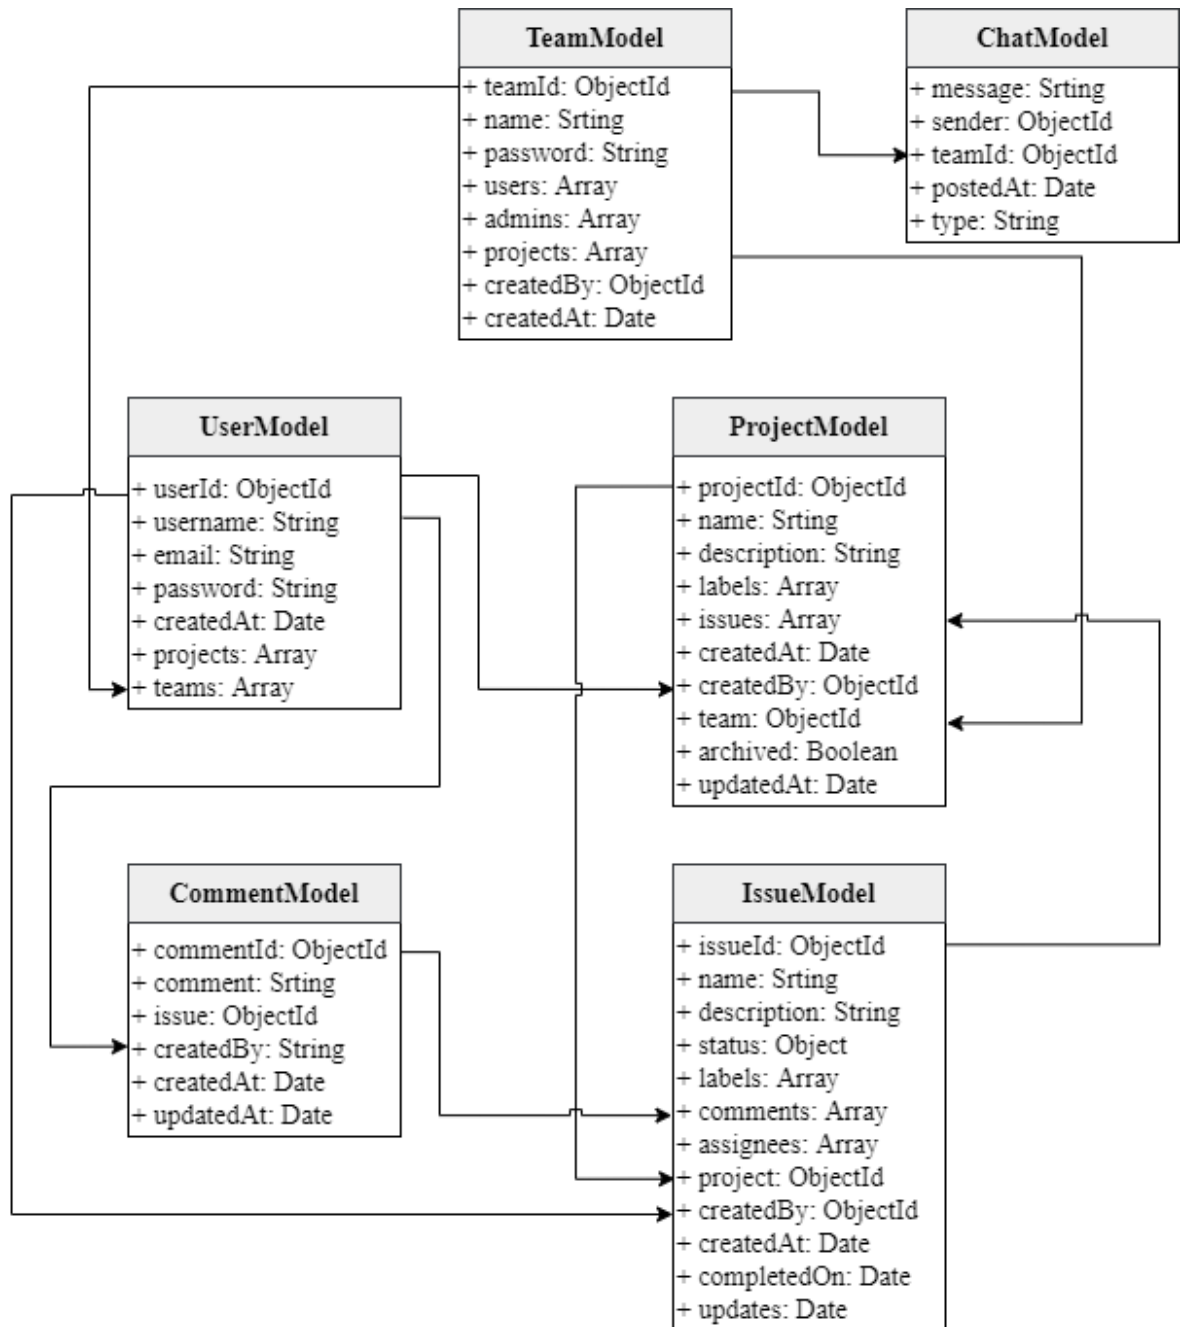 TeamModel
+ teamId: ObjectId
+ name: Srting
+ password: String
+ users: Array
+ admins: Array
+ projects: Array
+ createdBy: ObjectId
+ createdAt: Date
ChatModel
+ message: Srting
+ sender: ObjectId
+ teamId: ObjectId
+ postedAt: Date
+ type: String
UserModel
+ userId: ObjectId
+ username: String
+ email: String
+ password: String
+ createdAt: Date
+ projects: Array
+ teams: Array
ProjectModel
+ projectId: ObjectId
+ name: Srting
+ description: String
+ labels: Array
+ issues: Array
+ createdAt: Date
+ createdBy: ObjectId
+ team: ObjectId
+ archived: Boolean
+ updatedAt: Date
CommentModel
+ commentId: ObjectId
+ comment: Srting
+ issue: ObjectId
+ createdBy: String
+ createdAt: Date
+ updatedAt: Date
IssueModel
+ issueId: ObjectId
+ name: Srting
+ description: String
+ status: Object
+ labels: Array
+ comments: Array
+ assignees: Array
+ project: ObjectId
+ createdBy: ObjectId
+ createdAt: Date
+ completedOn: Date
+ updates: Date